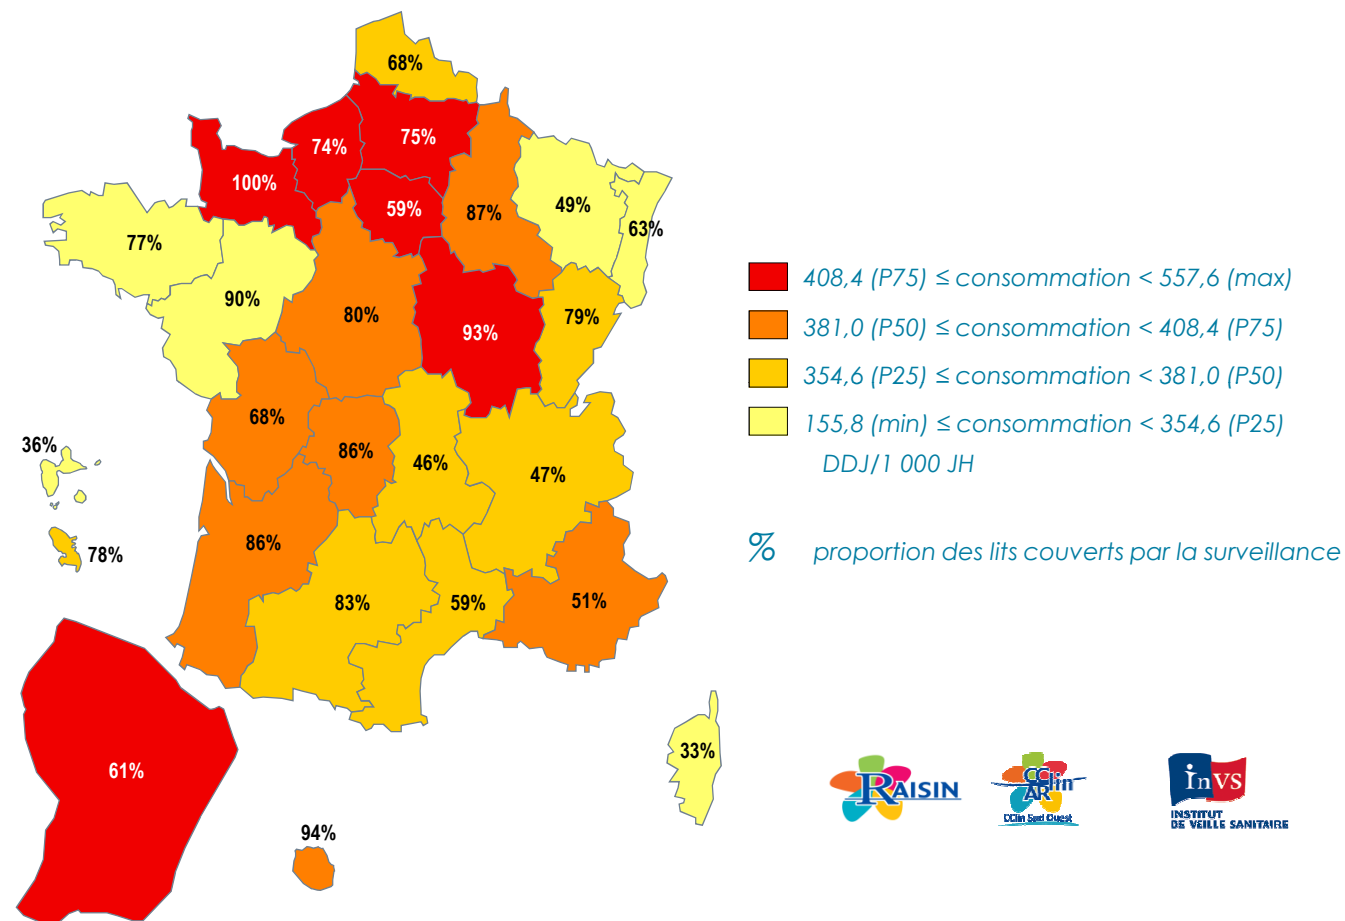 68%
75%
74%
100%
59%
87%
49%
63%
77%
90%
80%
93%
79%
68%
86%
46%
47%
36%
78%
86%
83%
59%
51%
61%
94%
33%
408,4 (P75) ≤ consommation < 557,6 (max)
381,0 (P50) ≤ consommation < 408,4 (P75)
354,6 (P25) ≤ consommation < 381,0 (P50)
155,8 (min) ≤ consommation < 354,6 (P25)
DDJ/1 000 JH
% proportion des lits couverts par la surveillance
RAISIN
CClin
AR
CClin Sud Ouest
InVS
INSTITUT
DE VEILLE SANITAIRE